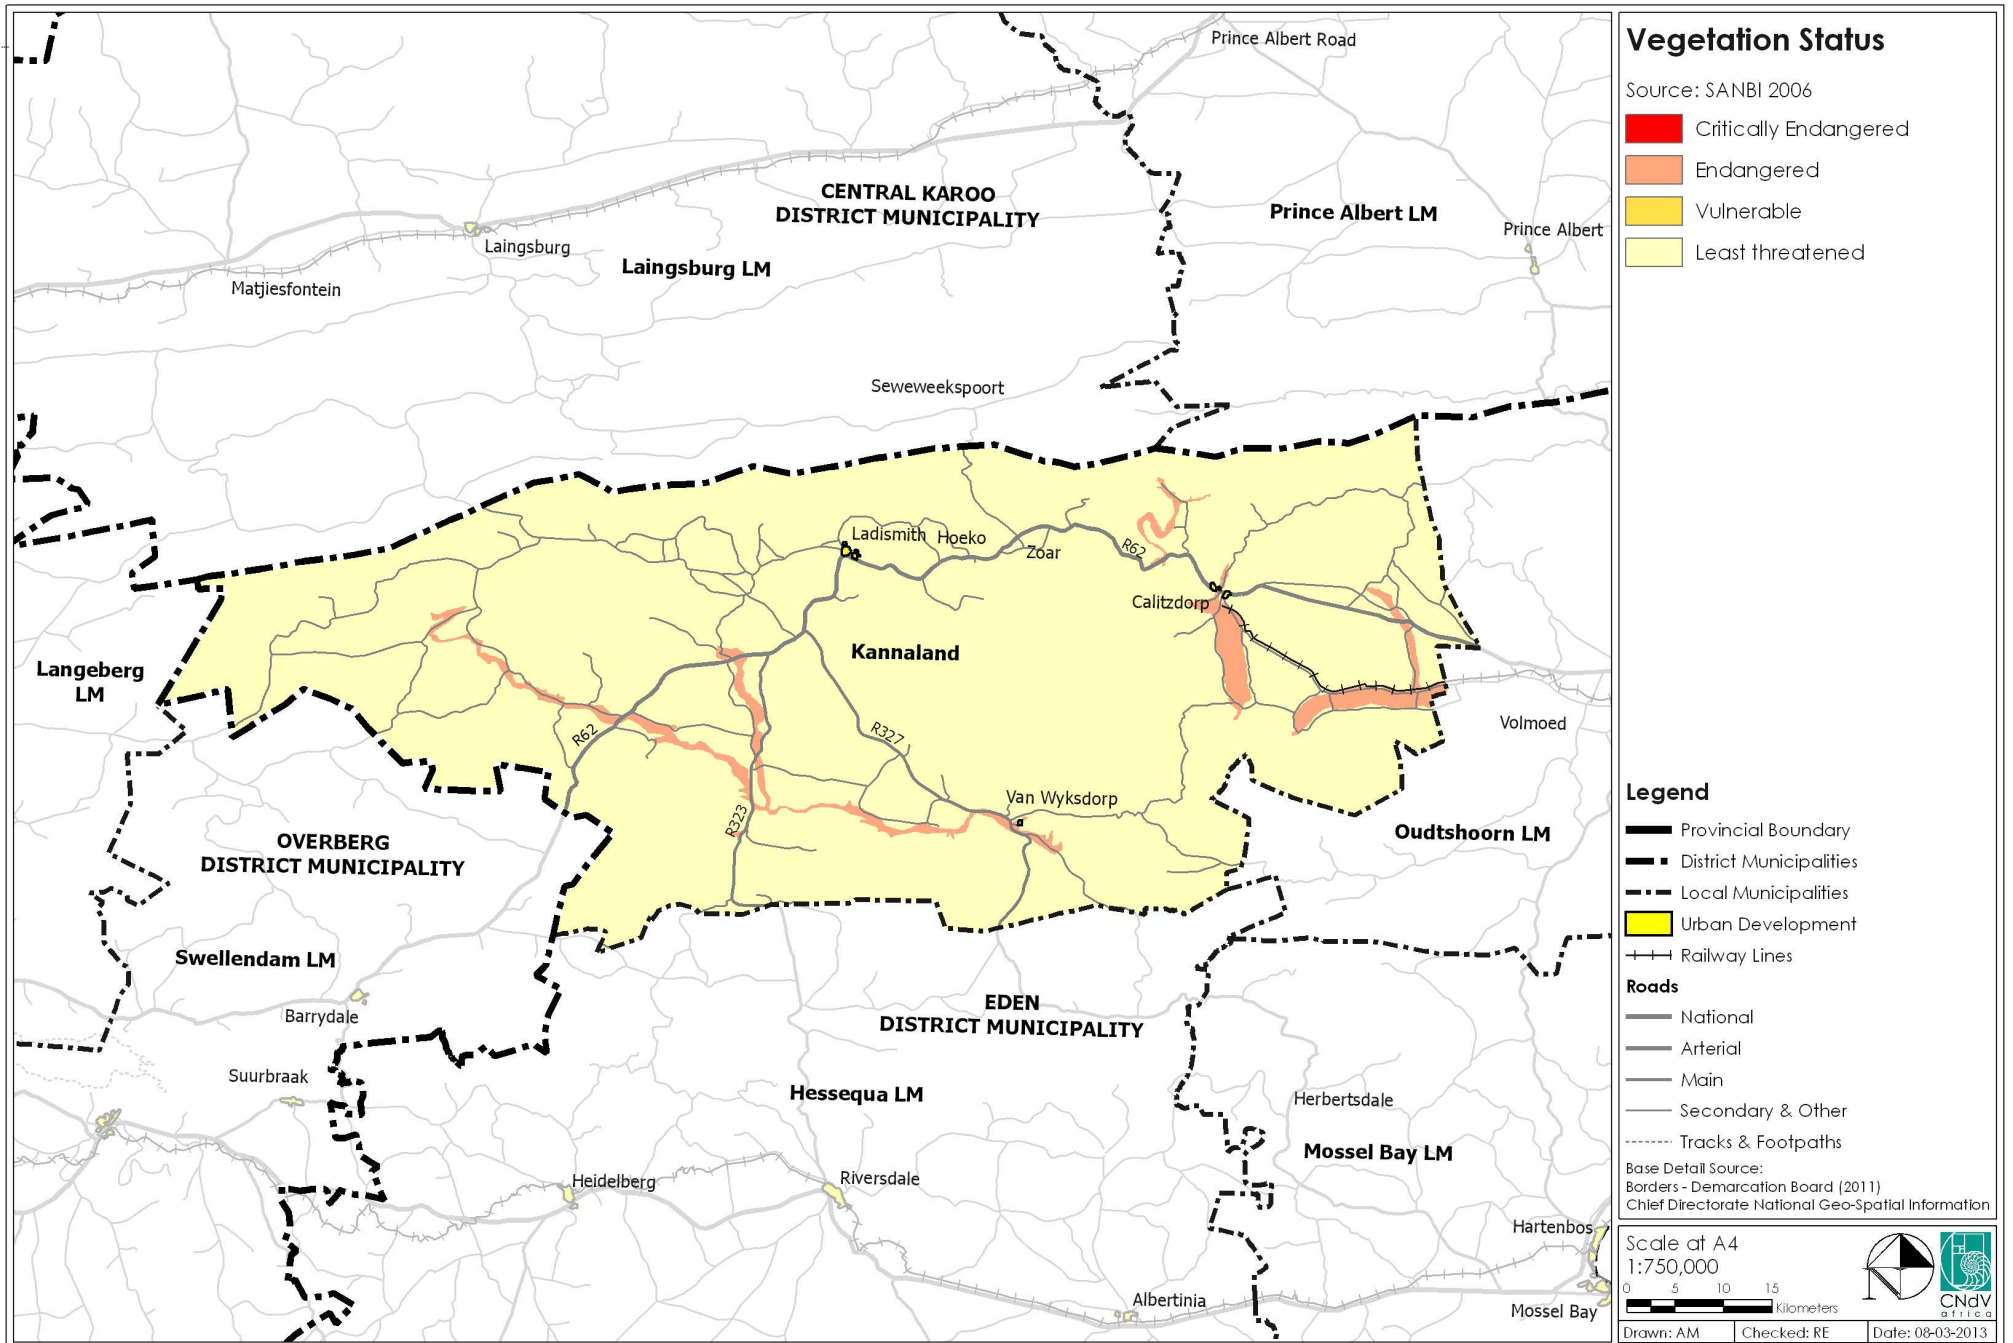 Prince Albert Road
CENTRAL KAROO
DISTRICT MUNICIPALITY
Prince Albert LM
Prince Albert
Laingsburg
Laingsburg LM
Matjiesfontein
Seweweekspoort
Ladismith
Hoeko
Zoar
R62
Calitzdorp
Kannaland
Langeberg
LM
R62
R327
Volmoed
Van Wyksdorp
R323
Oudtshoorn LM
OVERBERG
DISTRICT MUNICIPALITY
Swellendam LM
Barrydale
EDEN
DISTRICT MUNICIPALITY
Suurbraak
Hessequa LM
Herbertsdale
Mossel Bay LM
Heidelberg
Riversdale
Hartenbos
Albertinia
Mossel Bay
Vegetation Status
Source: SANBI 2006
Critically Endangered
Endangered
Vulnerable
Least threatened
Legend
Provincial Boundary
District Municipalities
Local Municipalities
Urban Development
Railway Lines
Roads
National
Arterial
Main
Secondary & Other
Tracks & Footpaths
Base Detail Source:
Borders - Demarcation Board (2011)
Chief Directorate National Geo-Spatial Information
Scale at A4
1:750,000
0 5 10 15
Kilometers
N
CNdV
africa
Drawn: AM
Checked: RE
Date: 08-03-2013